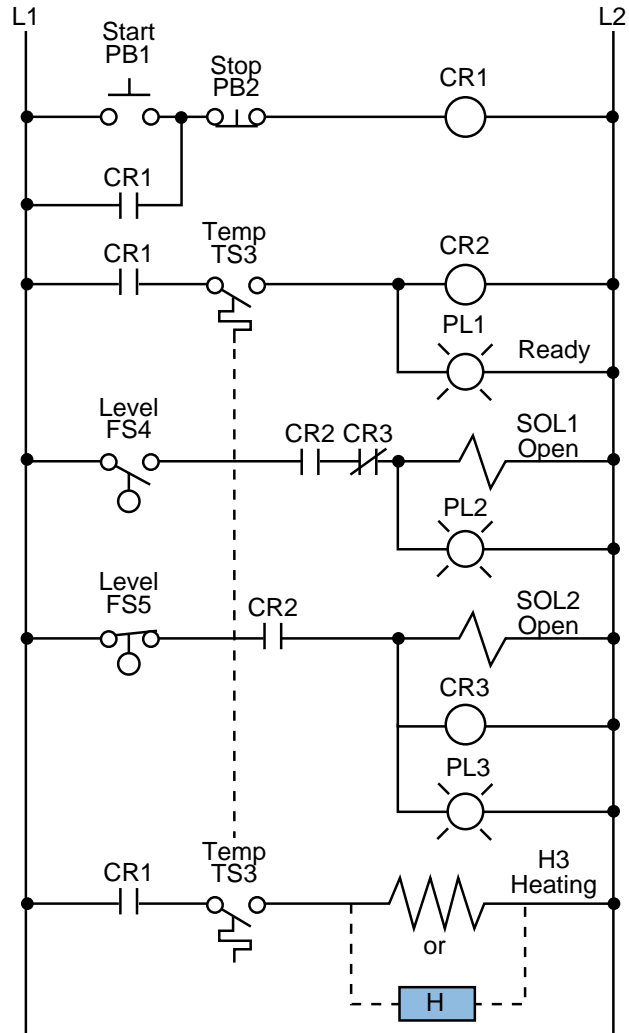 L1
L2
Start
PB1
Stop
PB2
CR1
CR1
CR1
Temp
TS3
CR2
PL1
Ready
Level
FS4
CR2 CR3
SOL1
Open
PL2
Level
FS5
CR2
SOL2
Open
CR3
PL3
CR1
Temp
TS3
H3
Heating
or
H